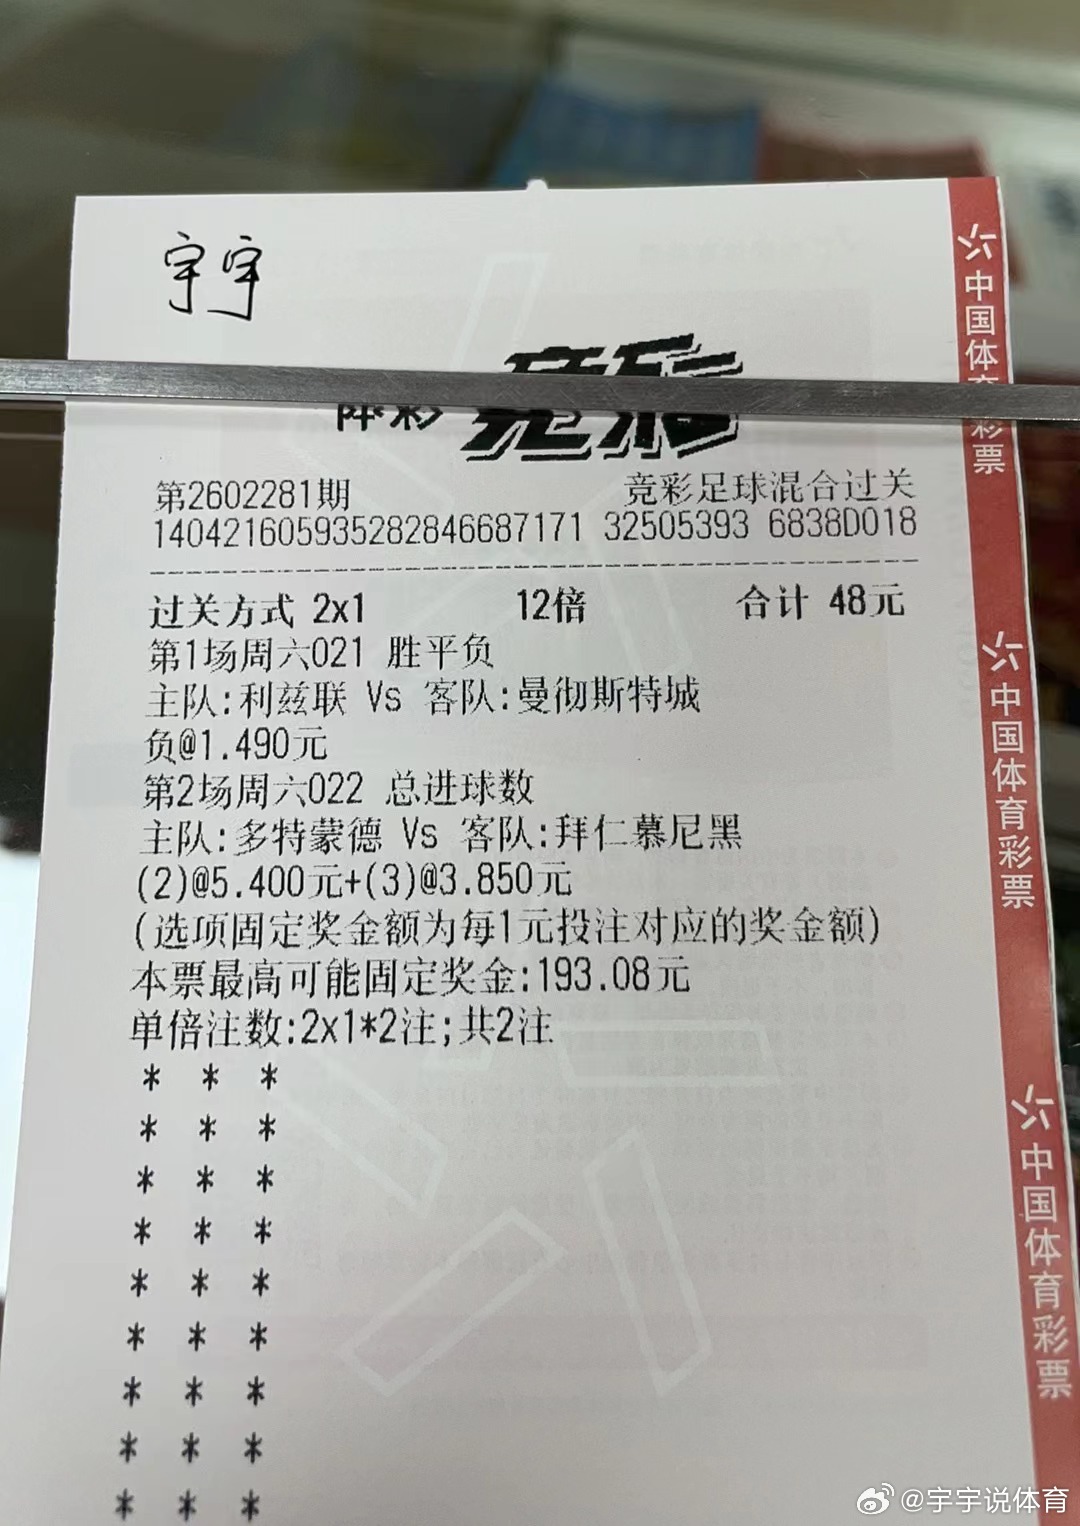 宇宇
体彩 竞彩
第2602281期 竞彩足球混合过关
140421605935282846687171 32505393 6838D018
过关方式 2x1 12倍 合计 48元
第1场周六021 胜平负
主队:利兹联 Vs 客队:曼彻斯特城
负@1.490元
第2场周六022 总进球数
主队:多特蒙德 Vs 客队:拜仁慕尼黑
(2)@5.400元+(3)@3.850元
(选项固定奖金额为每1元投注对应的奖金额)
本票最高可能固定奖金:193.08元
单倍注数:2x1*2注;共2注
* * *
* * *
* * *
* * *
* * *
* * *
* * *
* * *
* * *
中国体育彩票
中国体育彩票
中国体育彩票
@宇宇说体育